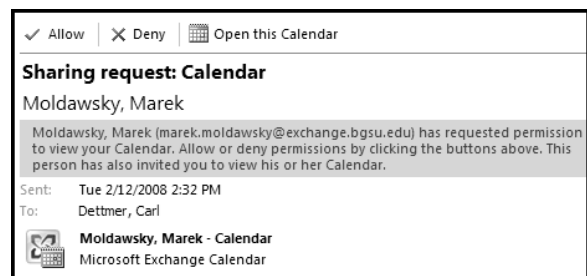 Allow Deny Open this Calendar
Sharing request: Calendar
Moldawsky, Marek
Moldawsky, Marek (marek.moldawsky@exchange.bgsu.edu) has requested permission
to view your Calendar. Allow or deny permissions by clicking the buttons above. This
person has also invited you to view his or her Calendar.
Sent: Tue 2/12/2008 2:32 PM
To: Dettmer, Carl
Moldawsky, Marek - Calendar
Microsoft Exchange Calendar